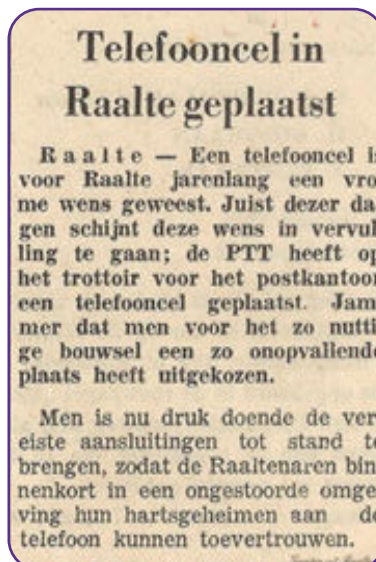 Telefooncel in
Raalte geplaatst
Raalte — Een telefooncel i
voor Raalte jarenlang een vro
me wens geweest. Juist dezer da
gen schijnt deze wens in vervul
ling te gaan; de PTT heeft op
het trottoir voor het postkantoor
een telefooncel geplaatst. Jam
mer dat men voor het zo nutti
ge bouwsel een zo onopvallende
plaats heeft uitgekozen.
Men is nu druk doende de ver
eiste aansluitingen tot stand te
brengen, zodat de Raaltenaren bin
nenkort in een ongestoorde omge
ving hun hartsgeheimen aan de
telefoon kunnen toevertrouwen.